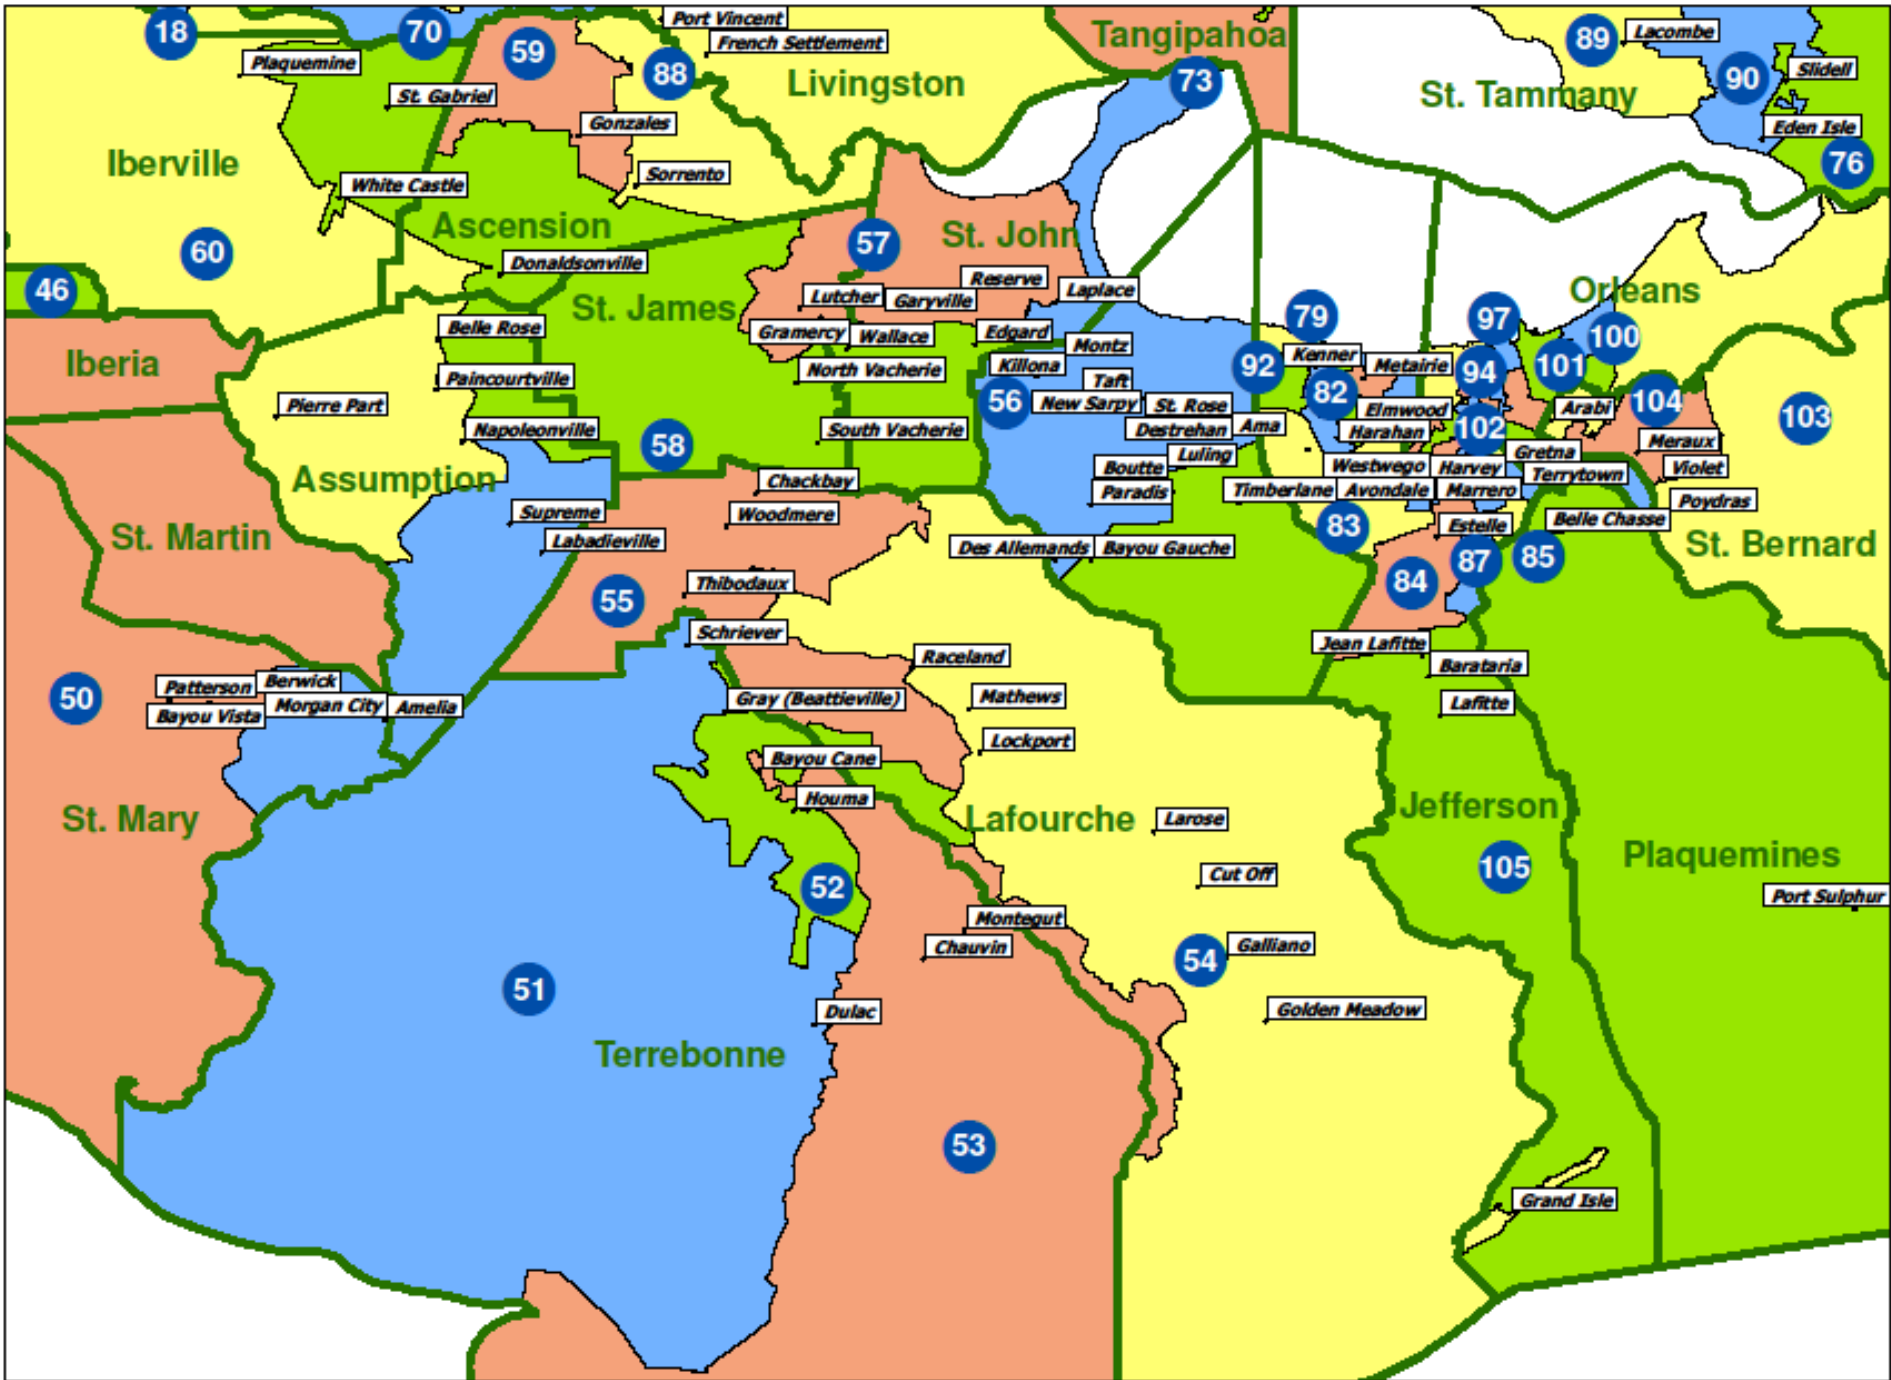 18
70
59
Port Vincent
French Settlement
88
Plaquemine
St. Gabriel
Gonzales
Livingston
Tangipahoa
73
89
Lacombe
90
Slidell
St. Tammany
Eden Isle
76
Iberville
White Castle
Sorrento
Ascension
60
46
Donaldsonville
57
St. John
Reserve
Laplace
Lutcher
Garyville
St. James
Belle Rose
Gramercy
Wallace
Edgard
Montz
Killona
North Vacherie
Orleans
79
97
100
Kenner
Metairie
92
94
101
82
104
103
Iberia
Paincourtville
Pierre Part
Napoleonville
58
South Vacherie
56
Taft
New Sarpy
St. Rose
Destrehan
Ama
Elmwood
Harahan
102
Arabi
Meraux
Gretna
Violet
Luling
Boutte
Paradis
Westwego
Harvey
Terrytown
Timberlane
Avondale
Marrero
Poydras
Assumption
Chackbay
Supreme
Woodmere
Labadieville
St. Martin
Des Allemands
Bayou Gauche
83
Estelle
Belle Chasse
St. Bernard
84
87
85
55
Thibodaux
Schriever
Raceland
Jean Lafitte
Barataria
Lafitte
50
Patterson
Berwick
Bayou Vista
Morgan City
Amelia
Gray (Beattieville)
Mathews
Lockport
Bayou Cane
Houma
St. Mary
Lafourche
Larose
Jefferson
Plaquemines
105
Cut Off
Port Sulphur
52
Montegut
Chauvin
54
Galliano
51
Dulac
Golden Meadow
Terrebonne
53
Grand Isle